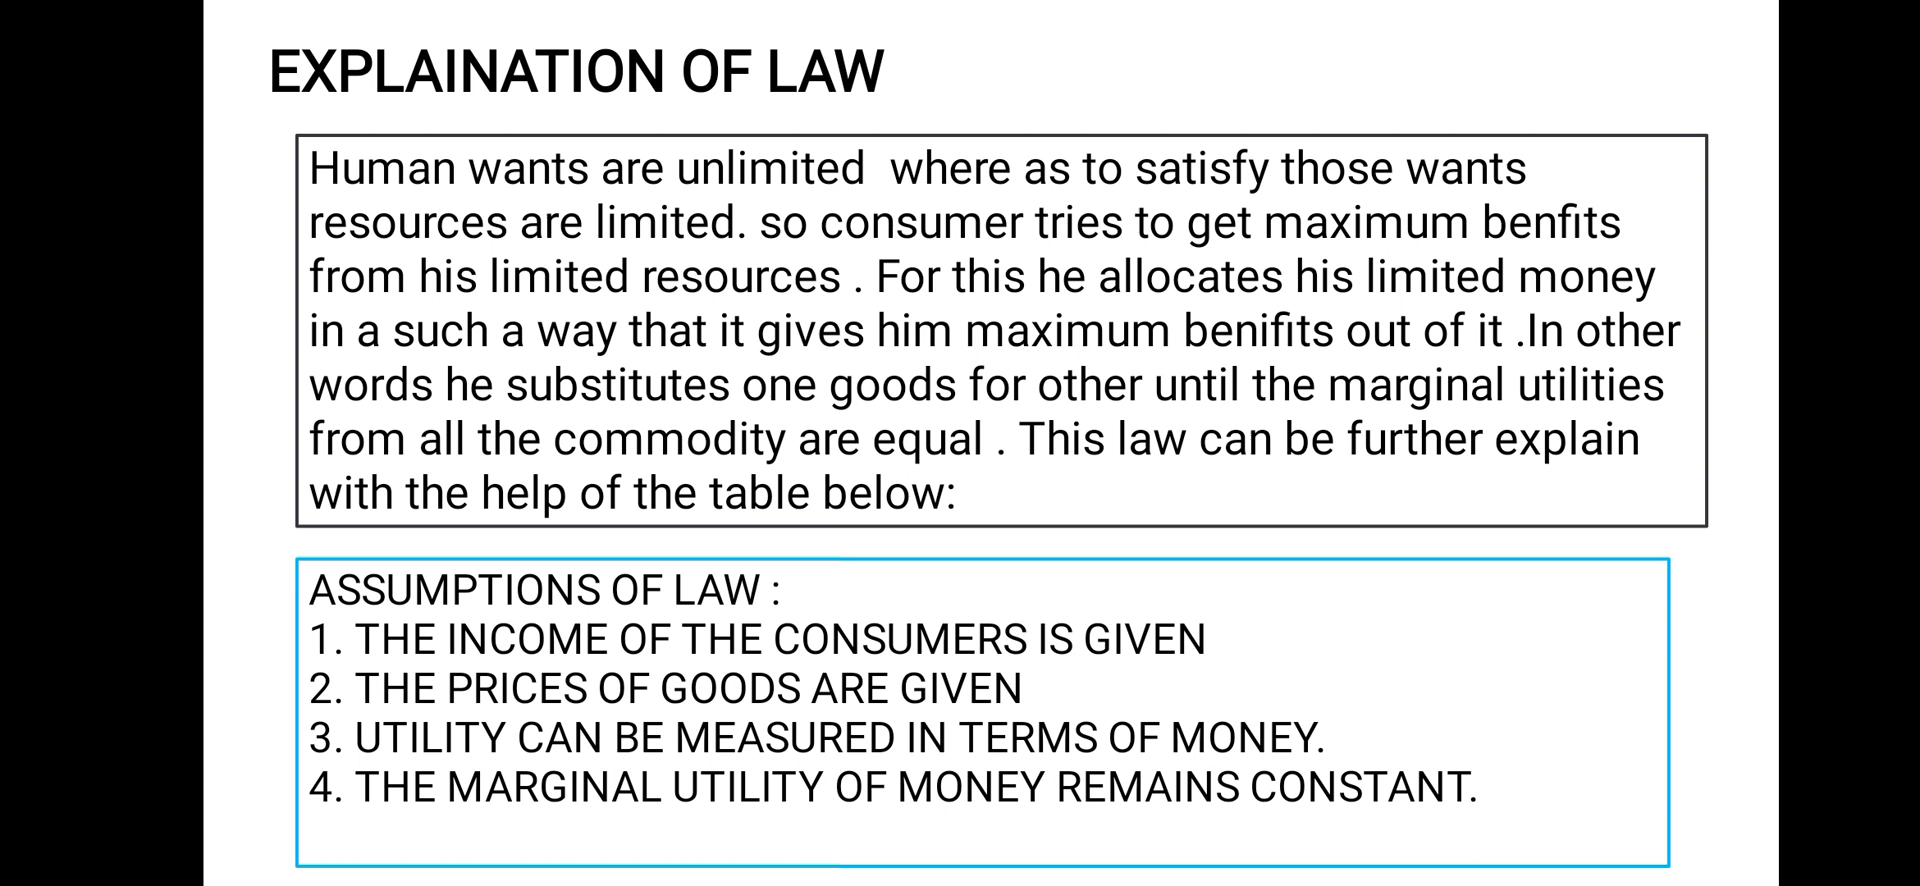 EXPLAINATION OF LAW
Human wants are unlimited  where as to satisfy those wants
resources are limited. so consumer tries to get maximum benfits
from his limited resources . For this he allocates his limited money
in a such a way that it gives him maximum benifits out of it .In other
words he substitutes one goods for other until the marginal utilities
from all the commodity are equal . This law can be further explain
with the help of the table below:
ASSUMPTIONS OF LAW :
1. THE INCOME OF THE CONSUMERS IS GIVEN
2. THE PRICES OF GOODS ARE GIVEN
3. UTILITY CAN BE MEASURED IN TERMS OF MONEY.
4. THE MARGINAL UTILITY OF MONEY REMAINS CONSTANT.